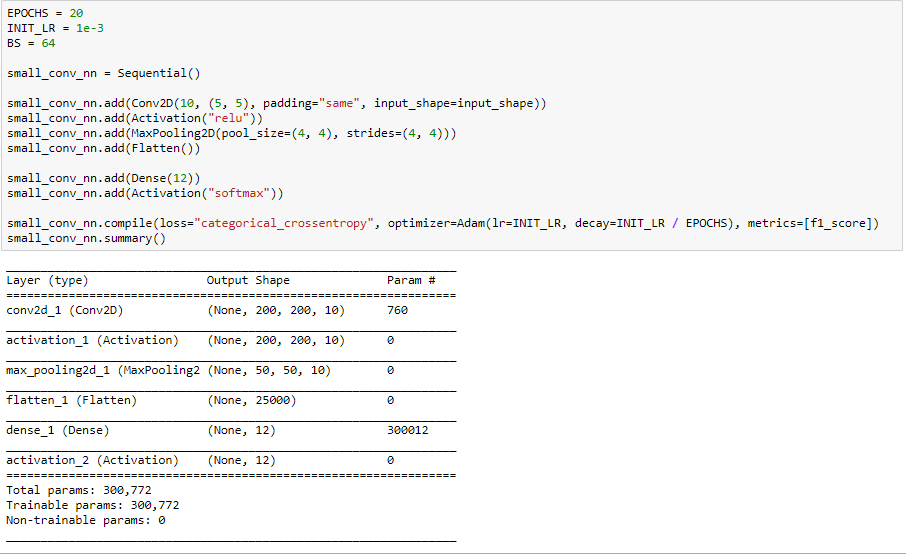 EPOCHS = 20
INIT_LR = 1e-3
BS = 64
small_conv_nn = Sequential()
small_conv_nn.add(Conv2D(10, (5, 5), padding="same", input_shape=input_shape))
small_conv_nn.add(Activation("relu"))
small_conv_nn.add(MaxPooling2D(pool_size=(4, 4), strides=(4, 4)))
small_conv_nn.add(Flatten())
small_conv_nn.add(Dense(12))
small_conv_nn.add(Activation("softmax"))
small_conv_nn.compile(loss="categorical_crossentropy", optimizer=Adam(lr=INIT_LR, decay=INIT_LR / EPOCHS), metrics=[f1_score])
small_conv_nn.summary()
_________________________________________________________________
Layer (type)                 Output Shape              Param #
=================================================================
conv2d_1 (Conv2D)            (None, 200, 200, 10)      760
_________________________________________________________________
activation_1 (Activation)    (None, 200, 200, 10)      0
_________________________________________________________________
max_pooling2d_1 (MaxPooling2 (None, 50, 50, 10)        0
_________________________________________________________________
flatten_1 (Flatten)          (None, 25000)             0
_________________________________________________________________
dense_1 (Dense)              (None, 12)                300012
_________________________________________________________________
activation_2 (Activation)    (None, 12)                0
=================================================================
Total params: 300,772
Trainable params: 300,772
Non-trainable params: 0
_________________________________________________________________